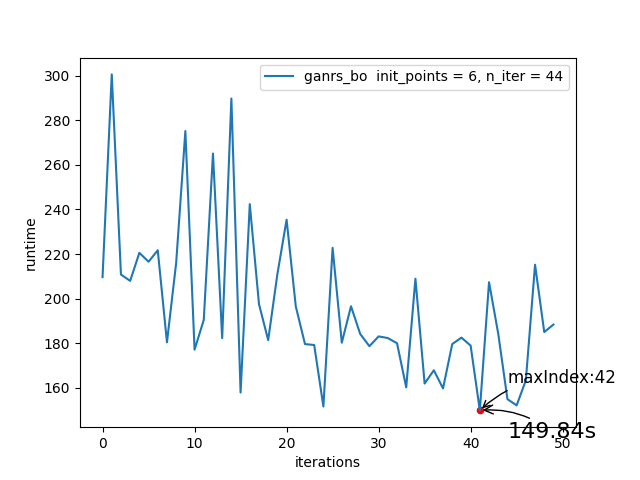 ganrs_bo  init_points = 6, n_iter = 44
300
280
260
240
220
200
180
160
runtime
maxIndex:42
149.84s
0
10
20
30
40
50
iterations